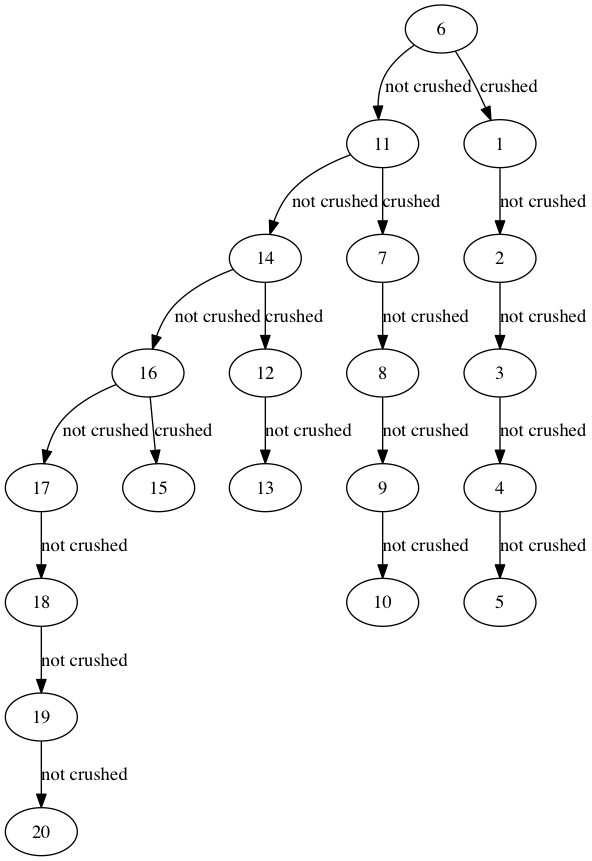 6
not crushed crushed
11 1
not crushed crushed not crushed
14 7 2
not crushed crushed not crushed not crushed
16 12 8 3
not crushed crushed not crushed not crushed not crushed
17 15 13 9 4
not crushed not crushed not crushed
18 10 5
not crushed
19
not crushed
20